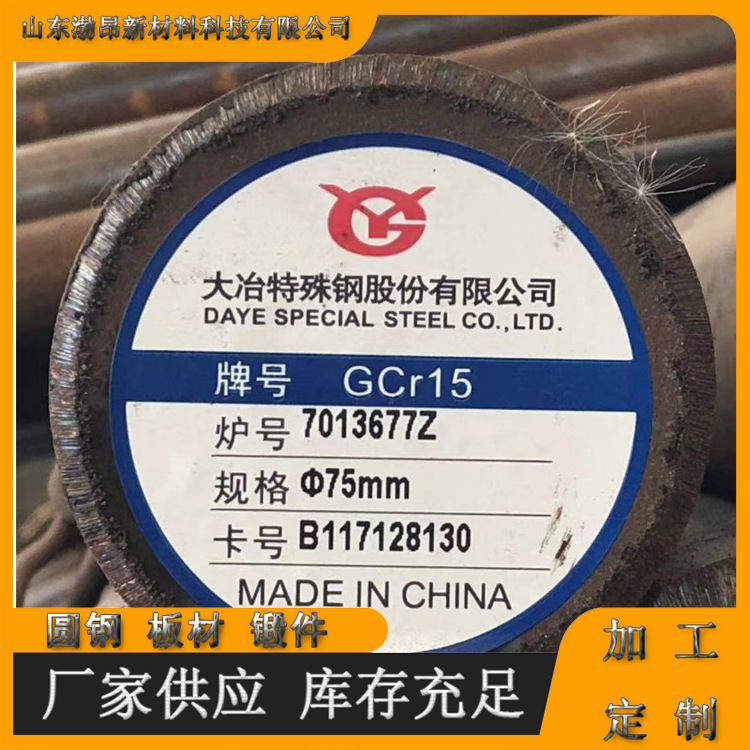 山东渤昂新材料科技有限公司
大冶特殊钢股份有限公司
DAYE SPECIAL STEEL CO.,LTD.
牌号 GCr15
炉号 7013677Z
规格 Φ75mm
卡号 B117128130
MADE IN CHINA
圆钢 板材 锻件
厂家供应 库存充足
加工
定制